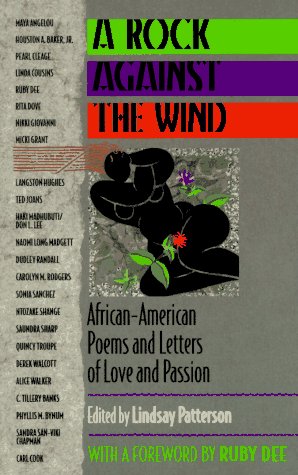 MAYA ANGELOU
HOUSTON A. BAKER, JR.
PEARL CLEAGE
LINDA COUSINS
RUBY DEE
RITA DOVE
NIKKI GIOVANNI
MICKI GRANT
LANGSTON HUGHES
TED JOANS
HAKI MADHUBUTI/
DON L. LEE
NAOMI LONG MADGETT
DUDLEY RANDALL
CAROLYN M. RODGERS
SONIA SANCHEZ
NTOZAKE SHANGE
SAUNDRA SHARP
QUINCY TROUPE
DEREK WALCOTT
ALICE WALKER
C. TILLERY BANKS
PHYLLIS M. BYNUM
SANDRA SAN-VIKI
CHAPMAN
CARL COOK
A ROCK
AGAINST
THE WIND
African-American
Poems and Letters
of Love and Passion
Edited by Lindsay Patterson
WITH A FOREWORD BY RUBY DEE